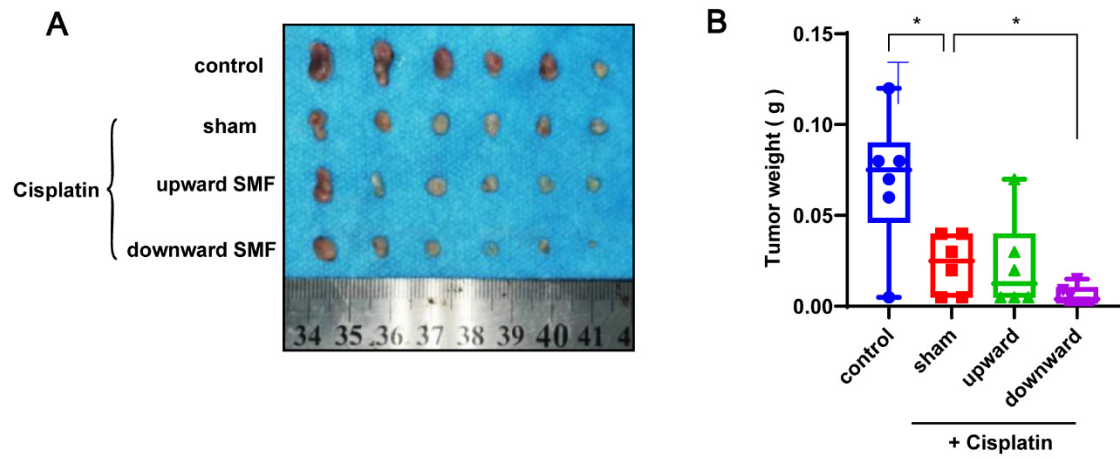 A
control
sham
Cisplatin
upward SMF
downward SMF
34 35 36 37 38 39 40 41 4
B
* *
Tumor weight ( g )
0.15
0.10
0.05
0.00
control
sham
upward
downward
+ Cisplatin